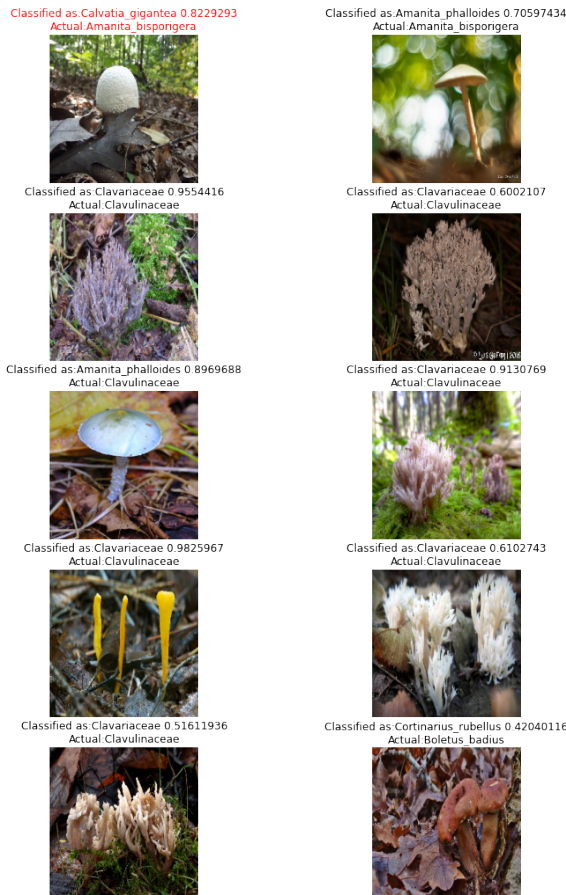 Classified as:Calvatia_gigantea 0.8229293
Actual:Amanita_bisporigera
Classified as:Amanita_phalloides 0.70597434
Actual:Amanita_bisporigera
Classified as:Clavariaceae 0.9554416
Actual:Clavulinaceae
Classified as:Clavariaceae 0.6002107
Actual:Clavulinaceae
Classified as:Amanita_phalloides 0.8969688
Actual:Clavulinaceae
Classified as:Clavariaceae 0.9130769
Actual:Clavulinaceae
Classified as:Clavariaceae 0.9825967
Actual:Clavulinaceae
Classified as:Clavariaceae 0.6102743
Actual:Clavulinaceae
Classified as:Clavariaceae 0.51611936
Actual:Clavulinaceae
Classified as:Cortinarius_rubellus 0.42040116
Actual:Boletus_badius